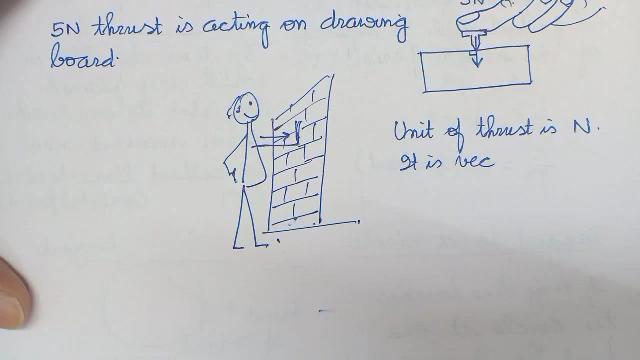 5N thrust is acting on drawing
board.
5N
Unit of thrust is N.
It is vec